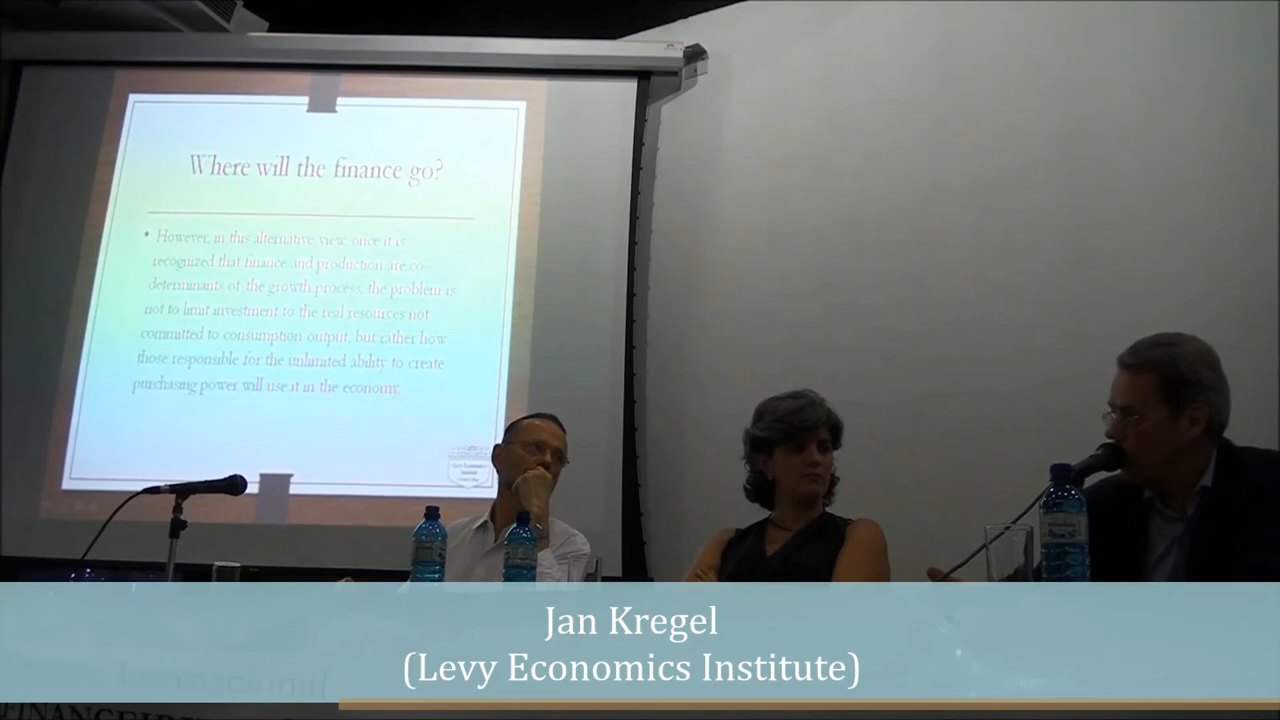 Where will the finance go?
• However, in this alternative view, once it is
recognized that finance and production are co-
determinants of the growth process, the problem is
not to limit investment to the real resources not
committed to consumption output, but rather how
those responsible for the unlimited ability to create
purchasing power will use it in the economy.
Levy Economics
Institute
Jan Kregel
(Levy Economics Institute)